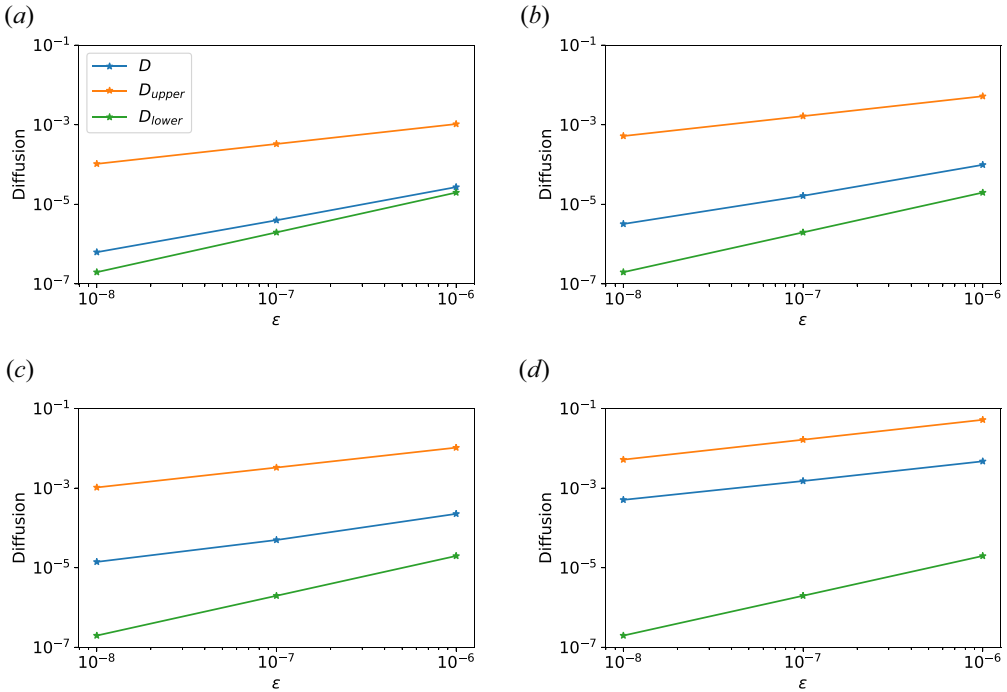 (a)
10⁻¹
10⁻³
10⁻⁵
10⁻⁷
Diffusion
D
D_upper
D_lower
10⁻⁸
10⁻⁷
10⁻⁶
ε
(b)
10⁻¹
10⁻³
10⁻⁵
10⁻⁷
Diffusion
10⁻⁸
10⁻⁷
10⁻⁶
ε
(c)
10⁻¹
10⁻³
10⁻⁵
10⁻⁷
Diffusion
10⁻⁸
10⁻⁷
10⁻⁶
ε
(d)
10⁻¹
10⁻³
10⁻⁵
10⁻⁷
Diffusion
10⁻⁸
10⁻⁷
10⁻⁶
ε